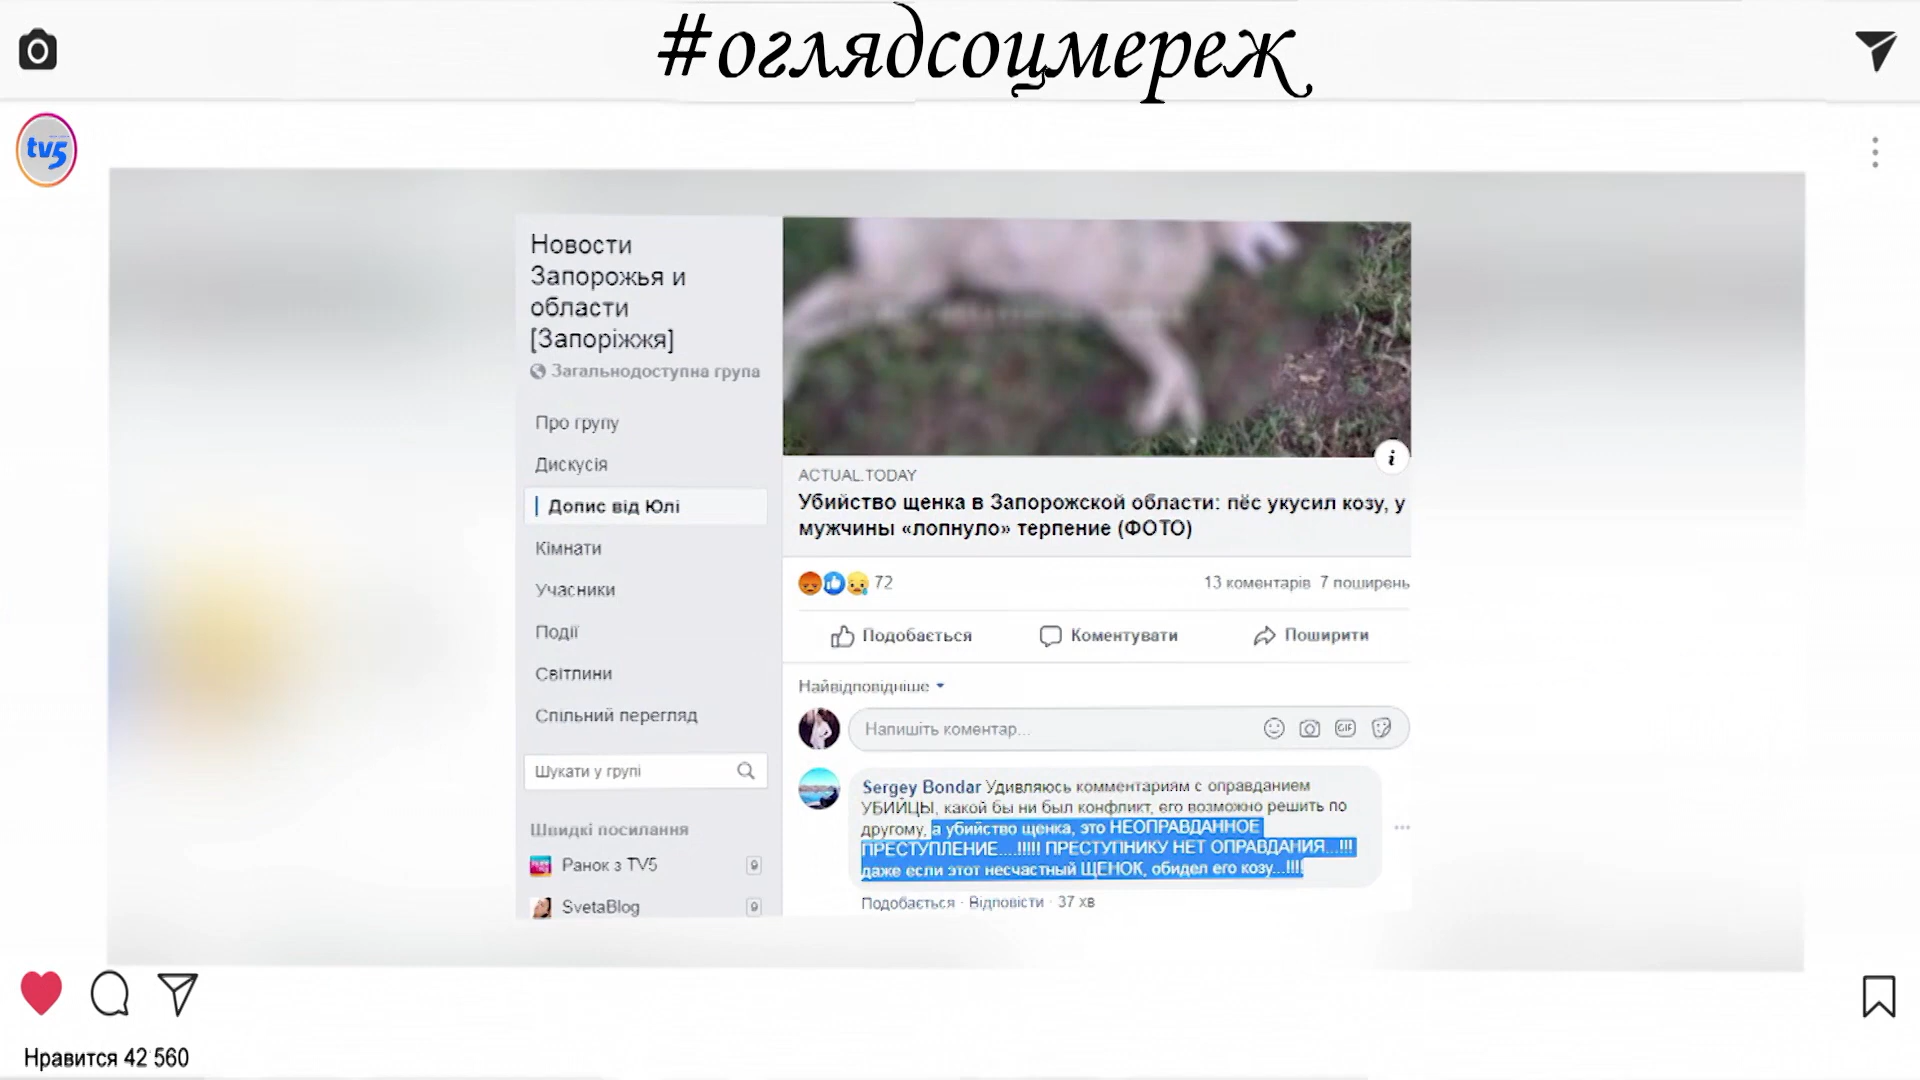 #оглядсоцмереж
tv5
Новости
Запорожья и
области
[Запоріжжя]
Загальнодоступна група
Про групу
Дискусія
Допис від Юлі
Кімнати
Учасники
Події
Світлини
Спільний перегляд
Шукати у групі
Швидкі посилання
Ранок з TV5
9
SvetaBlog
9
ACTUAL.TODAY
Убийство щенка в Запорожской области: пёс укусил козу, у
мужчины «лопнуло» терпение (ФОТО)
72
13 коментарів 7 поширень
Подобається
Коментувати
Поширити
Найвідповідніше
Напишіть коментар...
GIF
Sergey Bondar Удивляюсь комментариям с оправданием
УБИЙЦЫ, какой бы ни был конфликт, его возможно решить по
другому, а убийство щенка, это НЕОПРАВДАННОЕ
ПРЕСТУПЛЕНИЕ....!!!!! ПРЕСТУПНИКУ НЕТ ОПРАВДАНИЯ...!!!
даже если этот несчастный ЩЕНОК, обидел его козу...!!!!
Подобається · Відповісти · 37 хв
Нравится 42 560